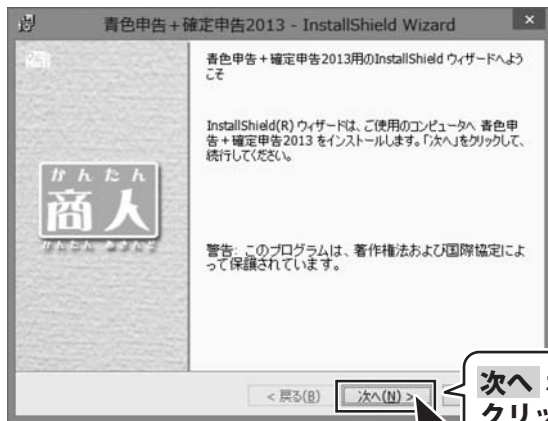 青色申告+確定申告2013 - InstallShield Wizard
青色申告+確定申告2013用のInstallShield ウィザードへよう
こそ
InstallShield(R) ウィザードは、ご使用のコンピュータへ 青色申
告+確定申告2013 をインストールします。「次へ」をクリックして、
続行してください。
かんたん
商人
かんたん あきんど
警告: このプログラムは、著作権法および国際協定によ
って保護されています。
< 戻る(B)
次へ(N) >
次へ
クリッ